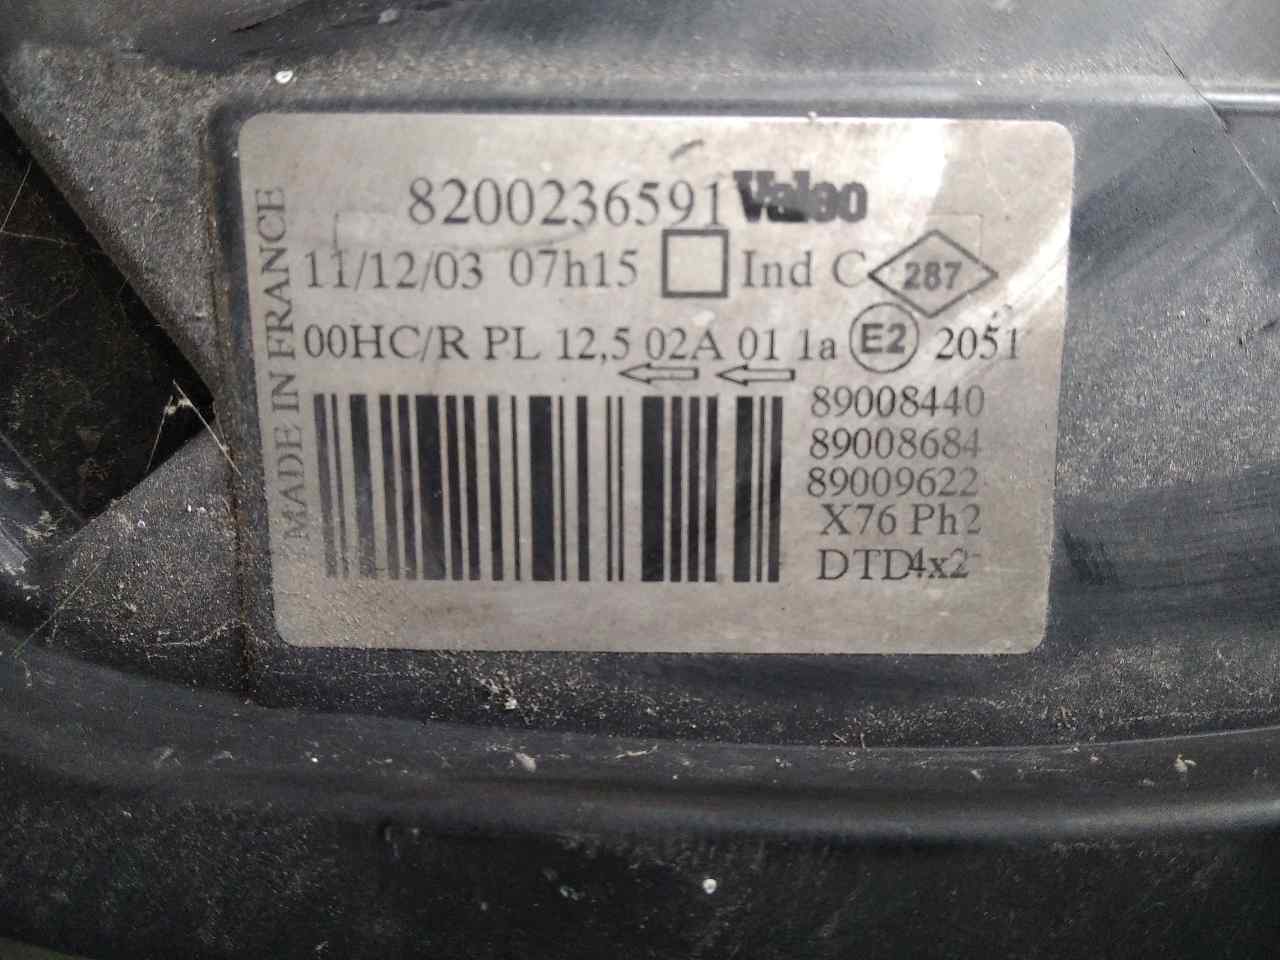 8200236591 Valeo
11/12/03 07h15 Ind C 287
00HC/R PL 12,5 02A 01 1a E2 2051
89008440
89008684
89009622
X76 Ph2
DTD4x2
MADE IN FRANCE